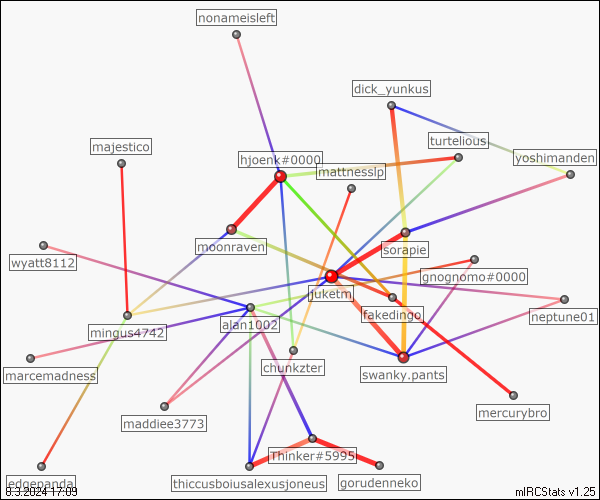 nonameisleft
dick_yunkus
majestico
turtelious
hjoenk#0000
yoshimanden
mattnesslp
moonraven
sorapie
wyatt8112
gnognomo#0000
juketm
fakedingo
neptune01
mingus4742
alan1002
chunkzter
marcemadness
swanky.pants
mercurybro
maddiee3773
Thinker#5995
edgepanda
thiccusboiusalexusjoneus
gorudenneko
8.3.2024 17:09
mIRCStats v1.25